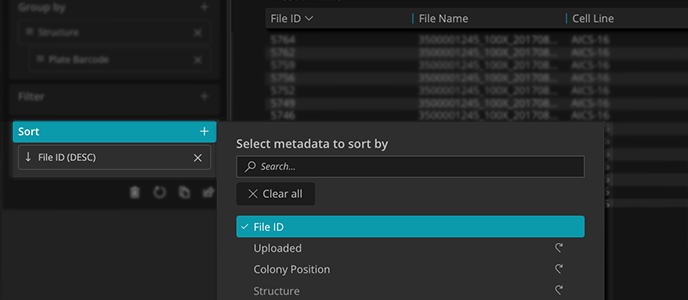 Group by +
Structure
Plate Barcode
Filter +
Sort +
File ID (DESC)
File ID
File Name
Cell Line
5764 3500001245_100X_201708... AICS-16
5762 3500001245_100X_201708... AICS-16
5759 3500001245_100X_201708... AICS-16
5756 3500001245_100X_201708... AICS-16
5752 3500001245_100X_201708... AICS-16
5749 3500001245_100X_201708... AICS-16
5746 3500001245_100X_201708... AICS-16
Select metadata to sort by
Search...
Clear all
File ID
Uploaded
Colony Position
Structure